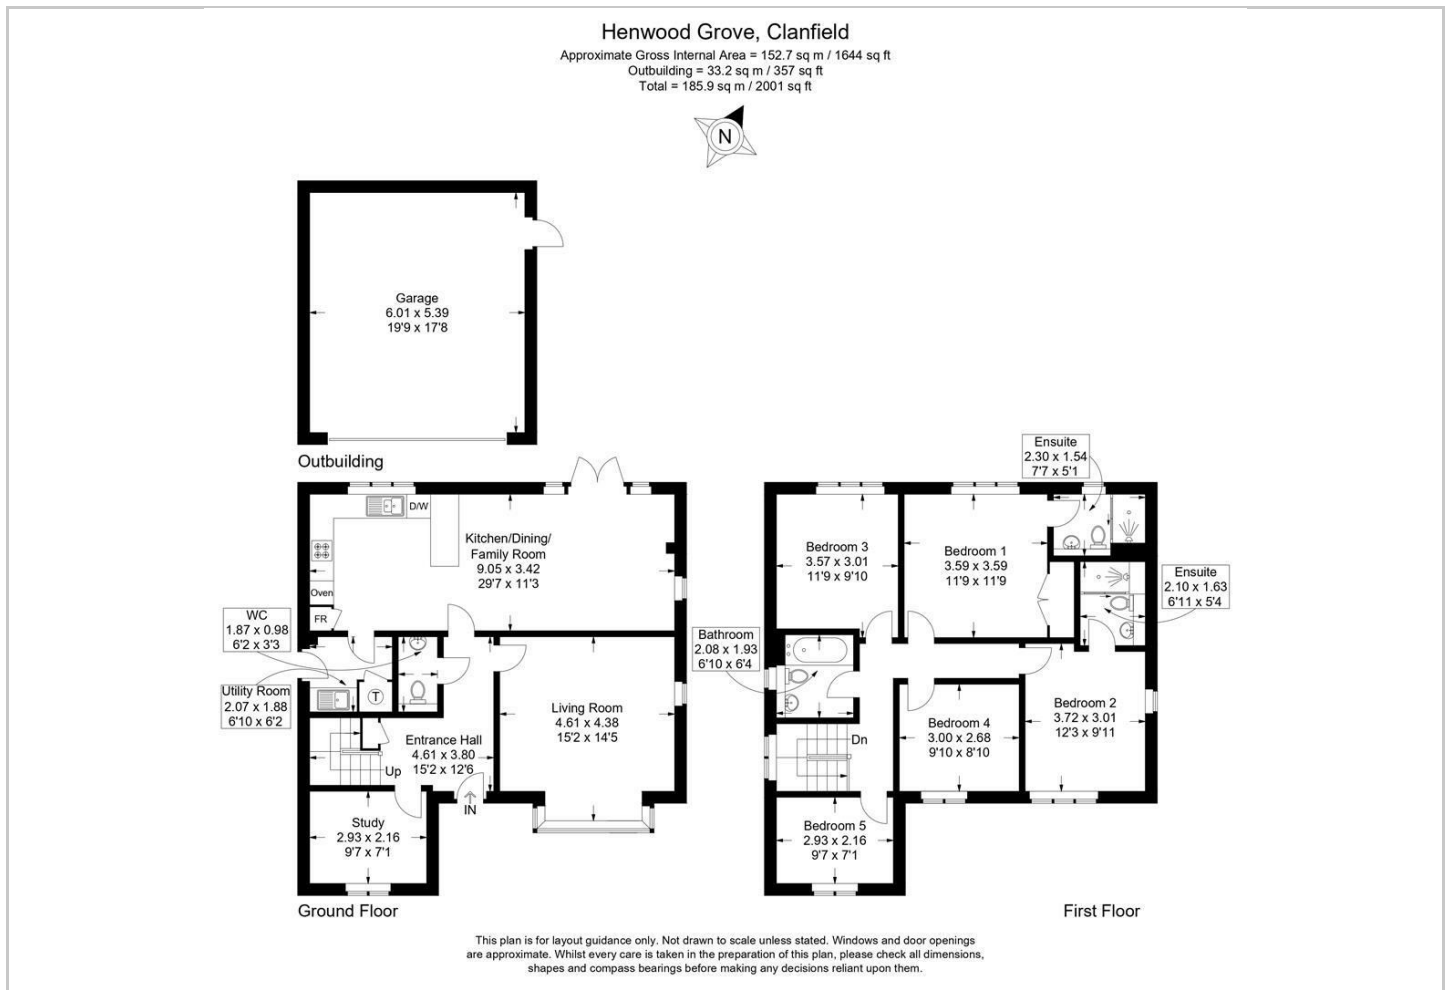 Henwood Grove, Clanfield
Approximate Gross Internal Area = 152.7 sq m / 1644 sq ft
Outbuilding = 33.2 sq m / 357 sq ft
Total = 185.9 sq m / 2001 sq ft
N
Garage
6.01 x 5.39
19'9 x 17'8
Outbuilding
D/W
Kitchen/Dining/
Family Room
9.05 x 3.42
29'7 x 11'3
Oven
FR
WC
1.87 x 0.98
6'2 x 3'3
Utility Room
2.07 x 1.88
6'10 x 6'2
T
Living Room
4.61 x 4.38
15'2 x 14'5
Entrance Hall
4.61 x 3.80
15'2 x 12'6
Up
IN
Study
2.93 x 2.16
9'7 x 7'1
Ground Floor
Ensuite
2.30 x 1.54
7'7 x 5'1
Bedroom 3
3.57 x 3.01
11'9 x 9'10
Bedroom 1
3.59 x 3.59
11'9 x 11'9
Ensuite
2.10 x 1.63
6'11 x 5'4
Bathroom
2.08 x 1.93
6'10 x 6'4
Bedroom 2
3.72 x 3.01
12'3 x 9'11
Bedroom 4
3.00 x 2.68
9'10 x 8'10
Dn
Bedroom 5
2.93 x 2.16
9'7 x 7'1
First Floor
This plan is for layout guidance only. Not drawn to scale unless stated. Windows and door openings
are approximate. Whilst every care is taken in the preparation of this plan, please check all dimensions,
shapes and compass bearings before making any decisions reliant upon them.